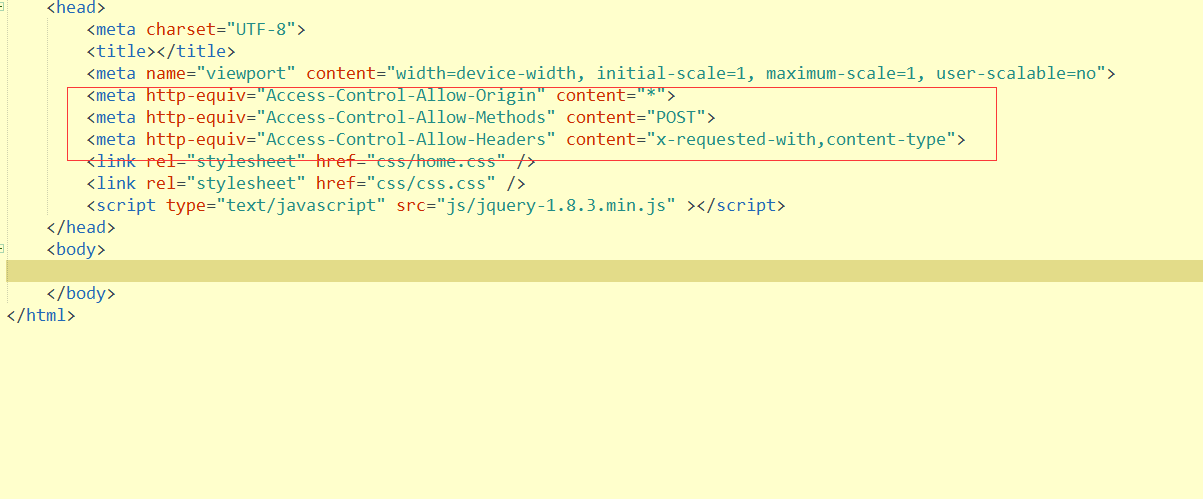 <head>
<meta charset="UTF-8">
<title></title>
<meta name="viewport" content="width=device-width, initial-scale=1, maximum-scale=1, user-scalable=no">
<meta http-equiv="Access-Control-Allow-Origin" content="*">
<meta http-equiv="Access-Control-Allow-Methods" content="POST">
<meta http-equiv="Access-Control-Allow-Headers" content="x-requested-with,content-type">
<link rel="stylesheet" href="css/home.css" />
<link rel="stylesheet" href="css/css.css" />
<script type="text/javascript" src="js/jquery-1.8.3.min.js" ></script>
</head>
<body>
</body>
</html>